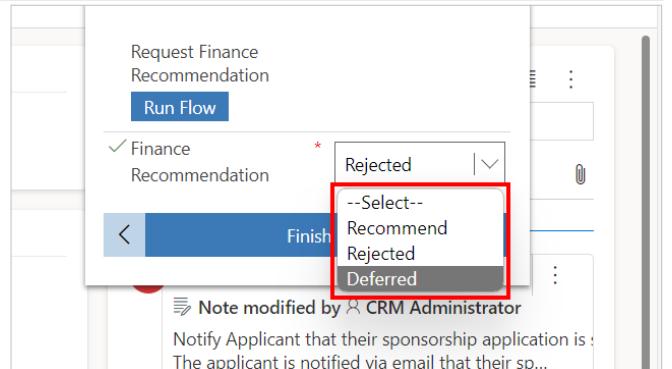 Request Finance
Recommendation
Run Flow
Finance * Rejected
Recommendation
--Select--
Recommend
Rejected
Deferred
Finish
Note modified by CRM Administrator
Notify Applicant that their sponsorship application is
The applicant is notified via email that their sp...